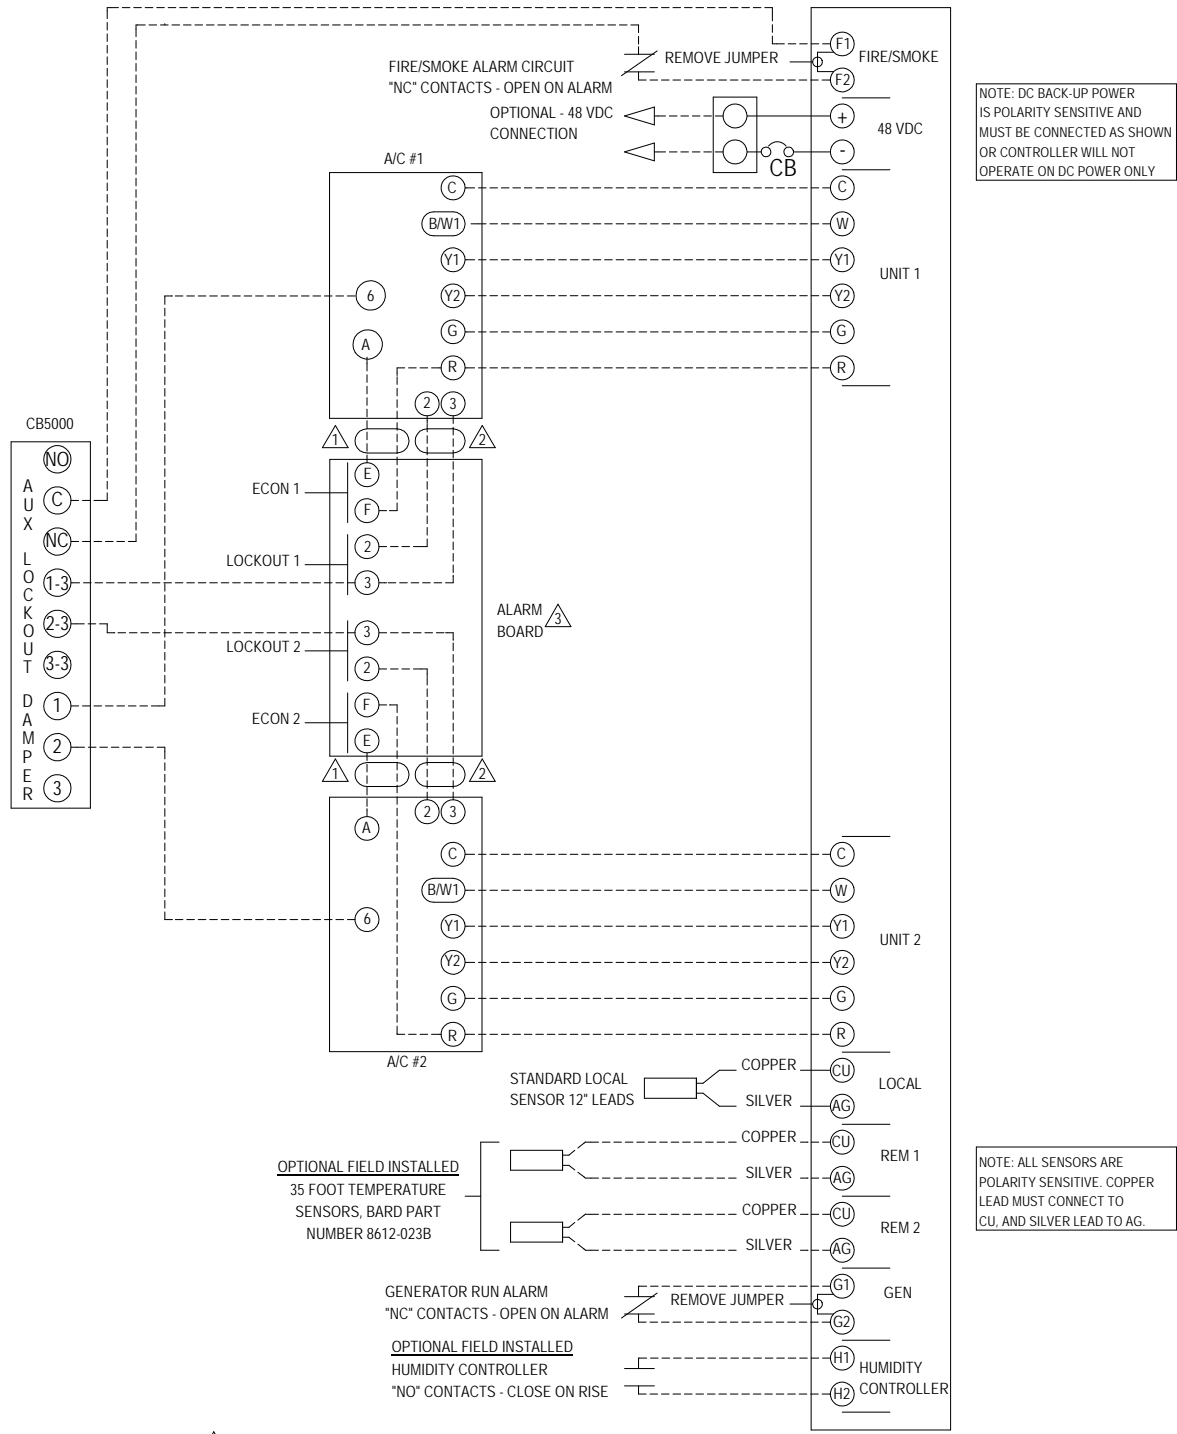 F1
FIRE/SMOKE
REMOVE JUMPER
F2
FIRE/SMOKE ALARM CIRCUIT
"NC" CONTACTS - OPEN ON ALARM
OPTIONAL - 48 VDC
CONNECTION
+
48 VDC
-
CB
NOTE: DC BACK-UP POWER
IS POLARITY SENSITIVE AND
MUST BE CONNECTED AS SHOWN
OR CONTROLLER WILL NOT
OPERATE ON DC POWER ONLY
A/C #1
C
B/W1
Y1
Y2
G
R
6
A
2
3
C
W
Y1
Y2
G
R
UNIT 1
CB5000
AUX
LOCKOUT
DAMPER
NO
C
NC
1-3
2-3
3-3
1
2
3
1
2
ECON 1
E
F
LOCKOUT 1
2
3
ALARM
BOARD
3
LOCKOUT 2
3
2
ECON 2
F
E
1
2
2
3
A
C
B/W1
6
Y1
Y2
G
R
A/C #2
C
W
Y1
Y2
G
R
UNIT 2
STANDARD LOCAL
SENSOR 12" LEADS
COPPER
CU
SILVER
AG
LOCAL
OPTIONAL FIELD INSTALLED
35 FOOT TEMPERATURE
SENSORS, BARD PART
NUMBER 8612-023B
COPPER
CU
SILVER
AG
REM 1
COPPER
CU
SILVER
AG
REM 2
NOTE: ALL SENSORS ARE
POLARITY SENSITIVE. COPPER
LEAD MUST CONNECT TO
CU, AND SILVER LEAD TO AG.
GENERATOR RUN ALARM
"NC" CONTACTS - OPEN ON ALARM
REMOVE JUMPER
G1
GEN
G2
OPTIONAL FIELD INSTALLED
HUMIDITY CONTROLLER
"NO" CONTACTS - CLOSE ON RISE
H1
HUMIDITY
H2
CONTROLLER